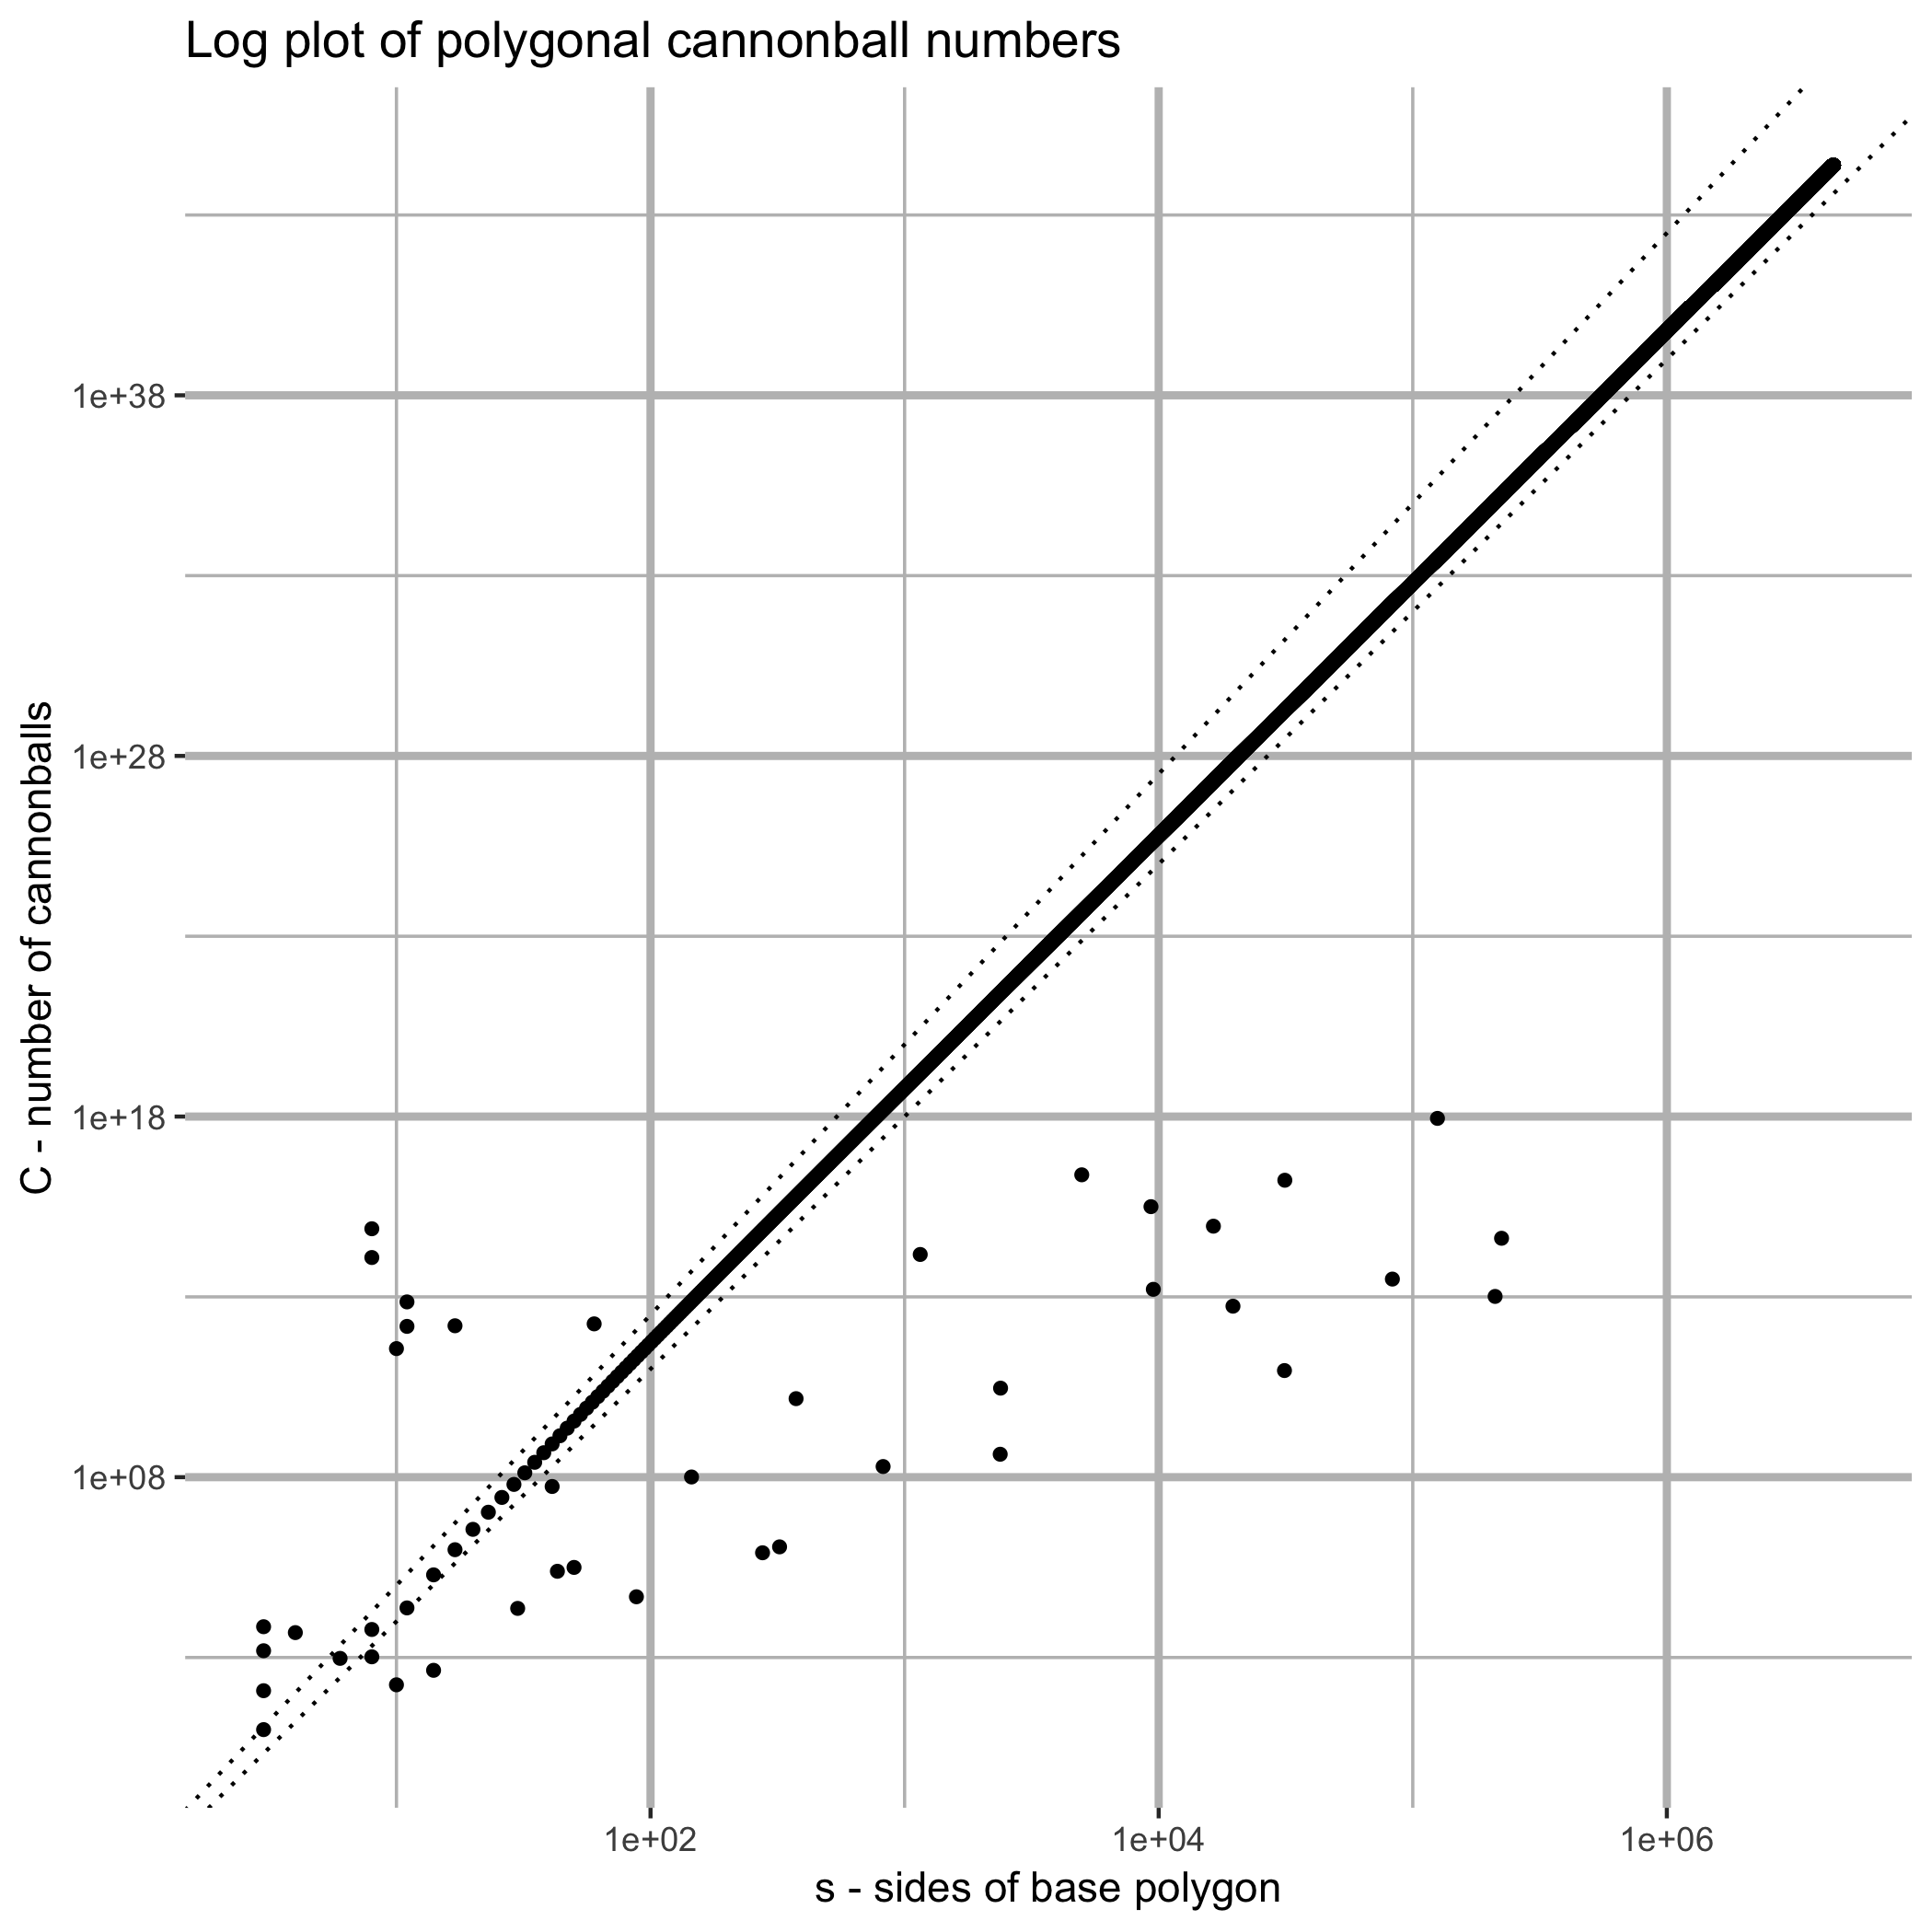 Log plot of polygonal cannonball numbers
C - number of cannonballs
1e+38
1e+28
1e+18
1e+08
1e+02
1e+04
1e+06
s - sides of base polygon